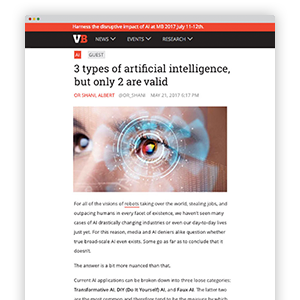 Harness the disruptive impact of AI at MB 2017 July 11-12th.
VB NEWS EVENTS RESEARCH
AI GUEST
3 types of artificial intelligence,
but only 2 are valid
OR SHANI, ALBERT @OR_SHANI MAY 21, 2017 6:17 PM
For all of the visions of robots taking over the world, stealing jobs, and
outpacing humans in every facet of existence, we haven't seen many
cases of AI drastically changing industries or even our day-to-day lives
just yet. For this reason, media and AI deniers alike question whether
true broad-scale AI even exists. Some go as far as to conclude that it
doesn't.
The answer is a bit more nuanced than that.
Current AI applications can be broken down into three loose categories:
Transformative AI, DIY (Do It Yourself) AI, and Faux AI. The latter two
are the most common and therefore tend to be the measure by which